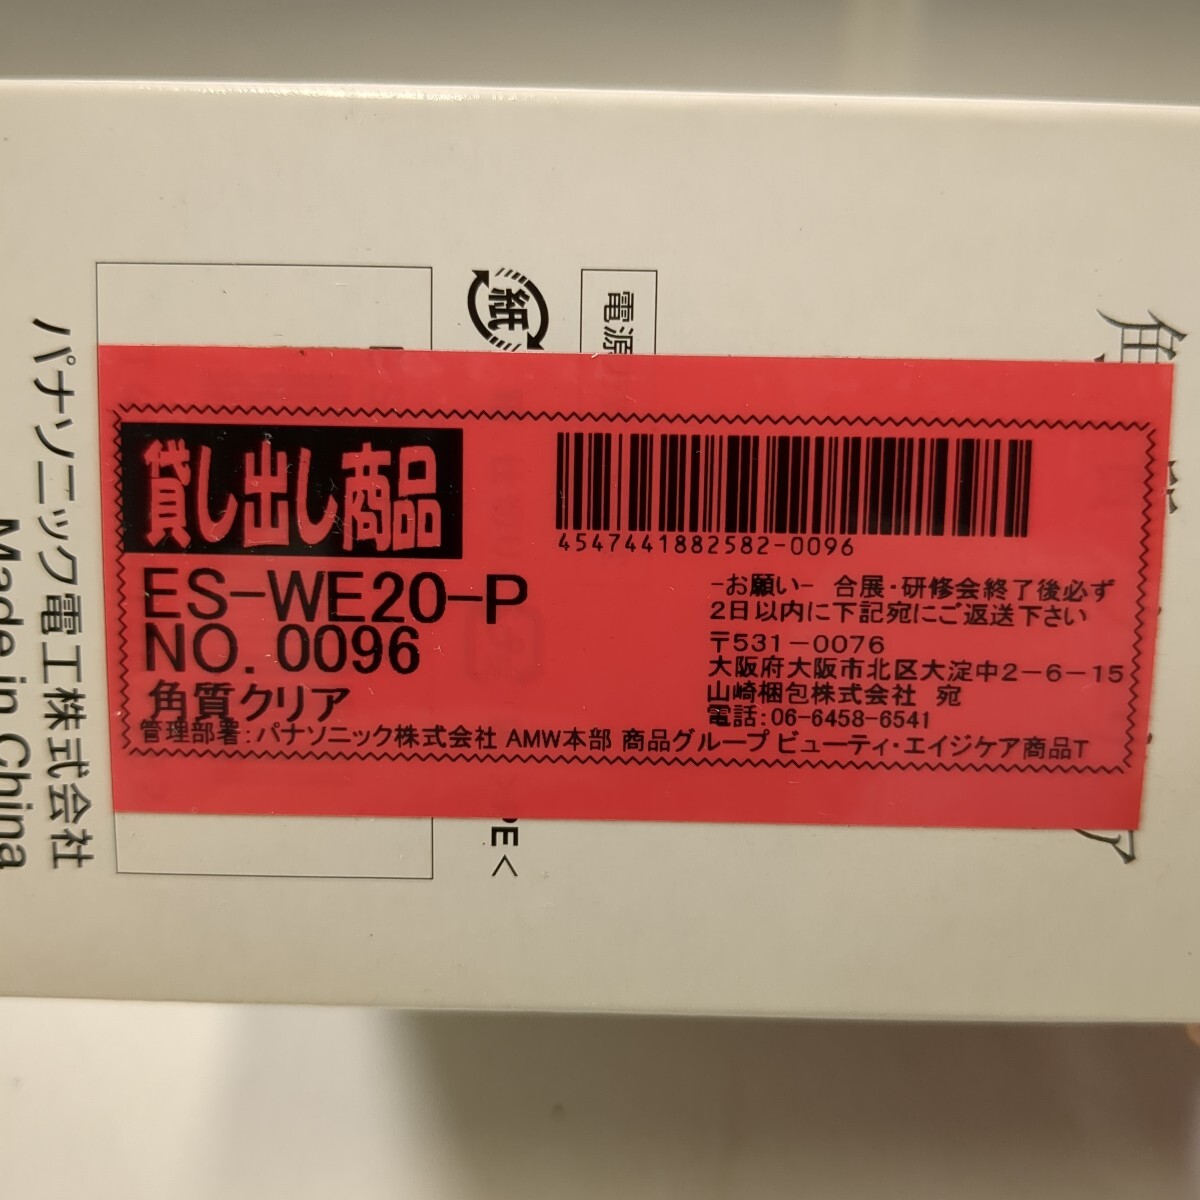 貸し出し商品
ES-WE20-P
NO. 0096
角質クリア
管理部署:パナソニック株式会社 AMW本部 商品グループ ビューティ・エイジケア商品T
4547441882582-0096
-お願い- 合展・研修会終了後必ず
2日以内に下記宛にご返送下さい
〒531-0076
大阪府大阪市北区大淀中2-6-15
山崎梱包株式会社 宛
電話:06-6458-6541
紙
電源
角
ア
PE<
パナソニック電工株式会社
Made in China